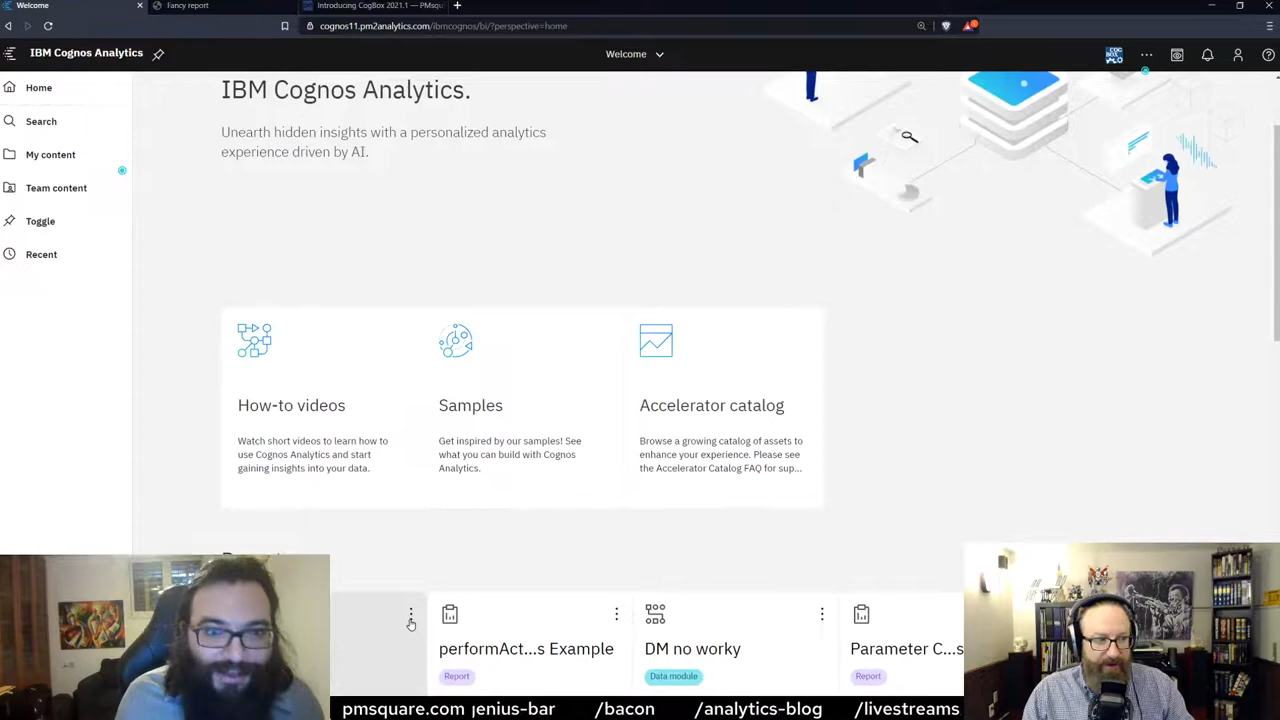 Welcome
Fancy report
Introducing CogBox 2021.1 — PMsqu
cognos11.pm2analytics.com/ibmcognos/bi/?perspective=home
IBM Cognos Analytics
Welcome
Home
Search
My content
Team content
Toggle
Recent
IBM Cognos Analytics.
Unearth hidden insights with a personalized analytics
experience driven by AI.
How-to videos
Watch short videos to learn how to
use Cognos Analytics and start
gaining insights into your data.
Samples
Get inspired by our samples! See
what you can build with Cognos
Analytics.
Accelerator catalog
Browse a growing catalog of assets to
enhance your experience. Please see
the Accelerator Catalog FAQ for sup...
performAct...s Example
Report
DM no worky
Data module
Parameter C...s
Report
pmsquare.com
enius-bar
/bacon
/analytics-blog
/livestreams